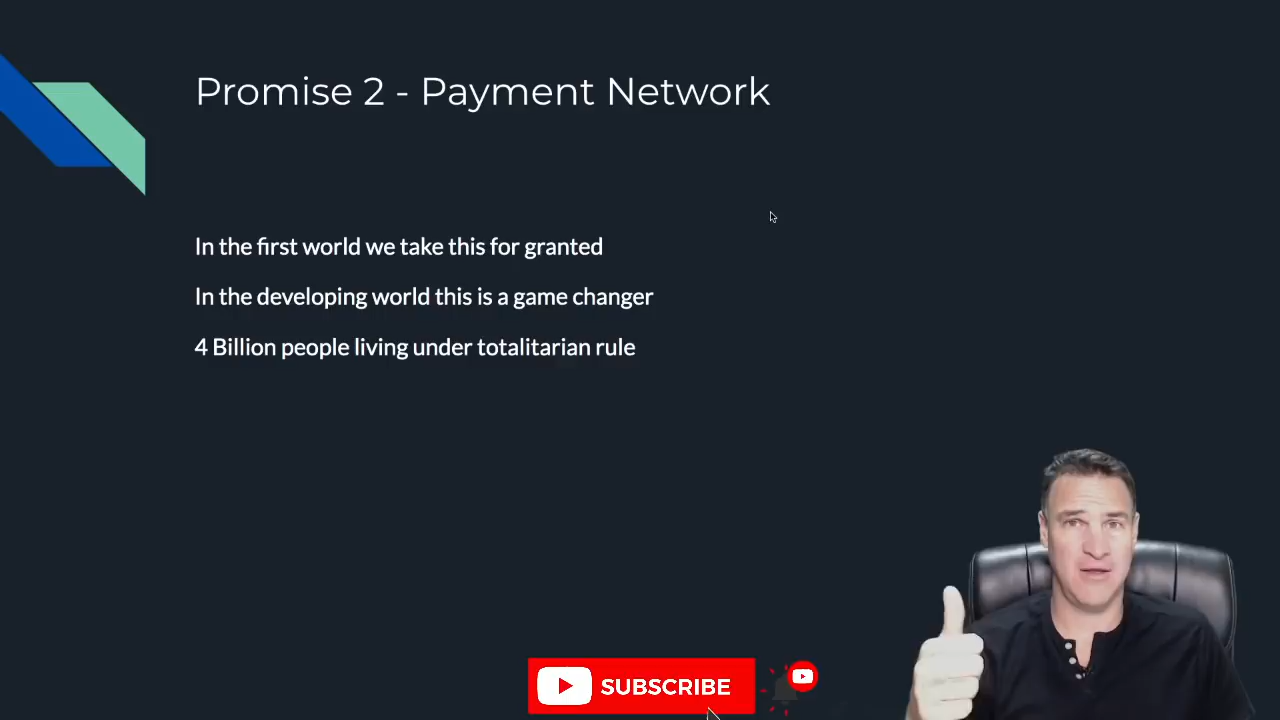 Promise 2 - Payment Network
In the first world we take this for granted
In the developing world this is a game changer
4 Billion people living under totalitarian rule
SUBSCRIBE